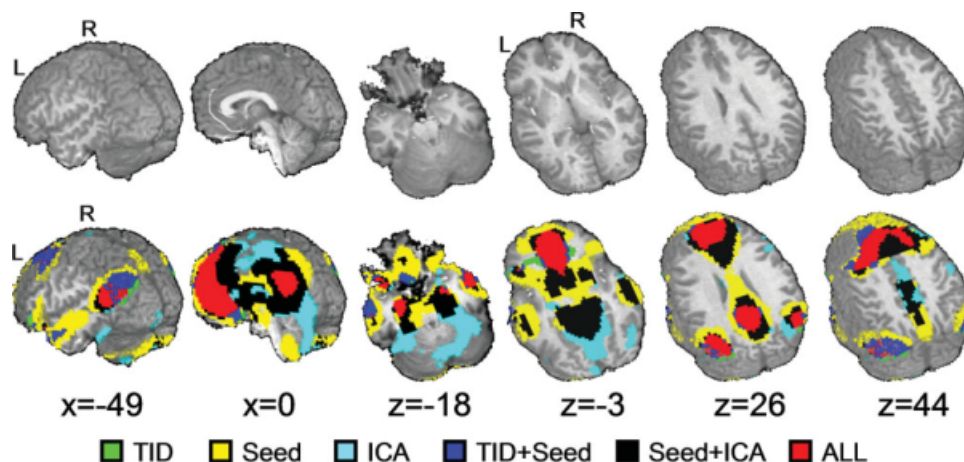 R
R
L
L
R
L
x=-49 x=0 z=-18 z=-3 z=26 z=44
TID Seed ICA TID+Seed Seed+ICA ALL